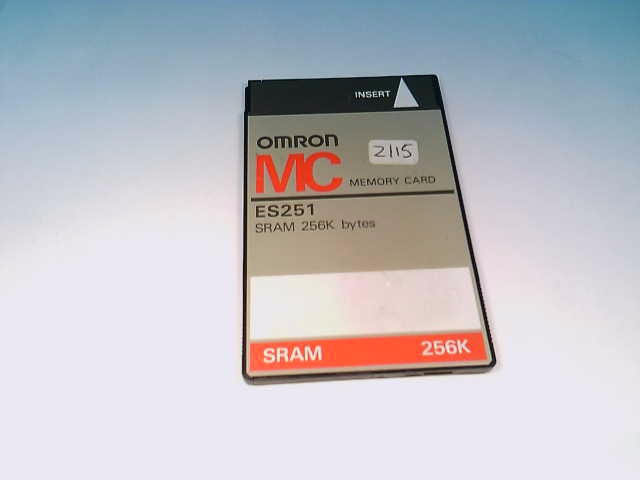 INSERT
OMRON
2115
MC MEMORY CARD
ES251
SRAM 256K bytes
SRAM 256K